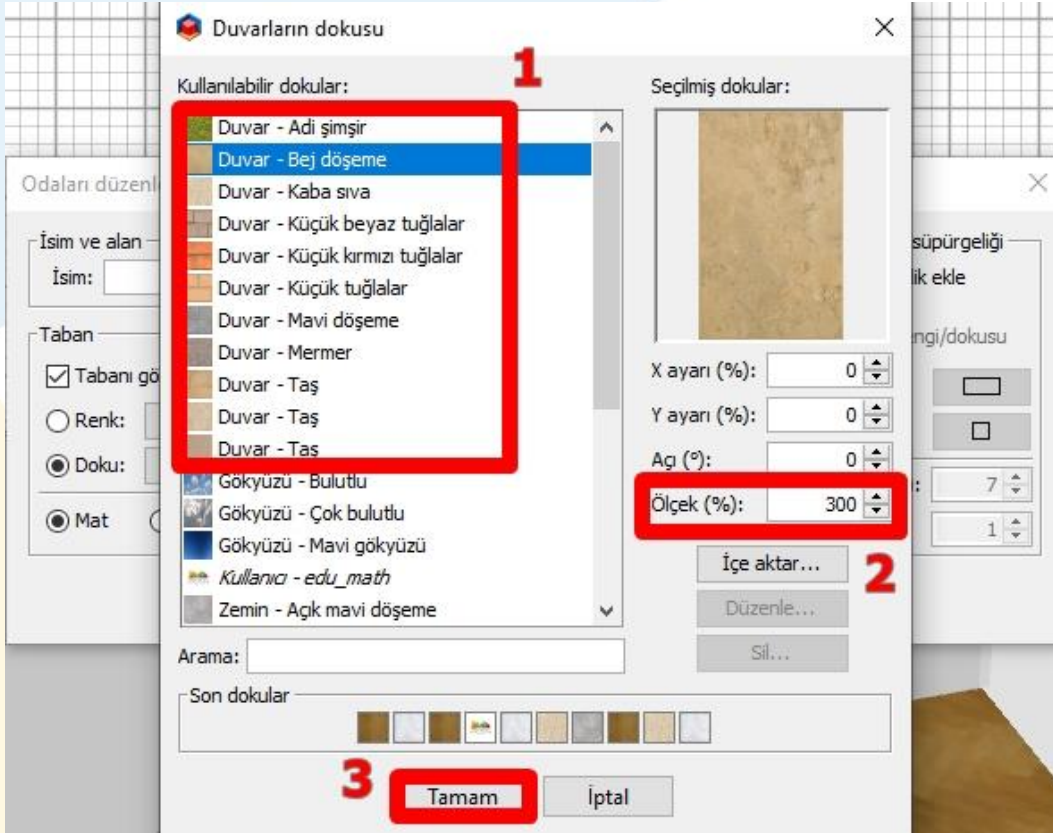 Duvarların dokusu
1
Kullanılabilir dokular:
Seçilmiş dokular:
Duvar - Adi şimşir
Duvar - Bej döşeme
Duvar - Kaba sıva
Duvar - Küçük beyaz tuğlalar
Duvar - Küçük kırmızı tuğlalar
Duvar - Küçük tuğlalar
Duvar - Mavi döşeme
Duvar - Mermer
Duvar - Taş
Duvar - Taş
Duvar - Taş
Gökyüzü - Bulutlu
Gökyüzü - Çok bulutlu
Gökyüzü - Mavi gökyüzü
Kullanıcı - edu_math
Zemin - Açık mavi döşeme
X ayarı (%): 0
Y ayarı (%): 0
Açı (°): 0
Ölçek (%): 300
İçe aktar...
2
Düzenle...
Sil...
Arama:
Son dokular
3
Tamam
İptal
Odaları düzenl
İsim ve alan
İsim:
Taban
Tabanı gö
Renk:
Doku:
Mat
süpürgeliği
lik ekle
engi/dokusu
7
1